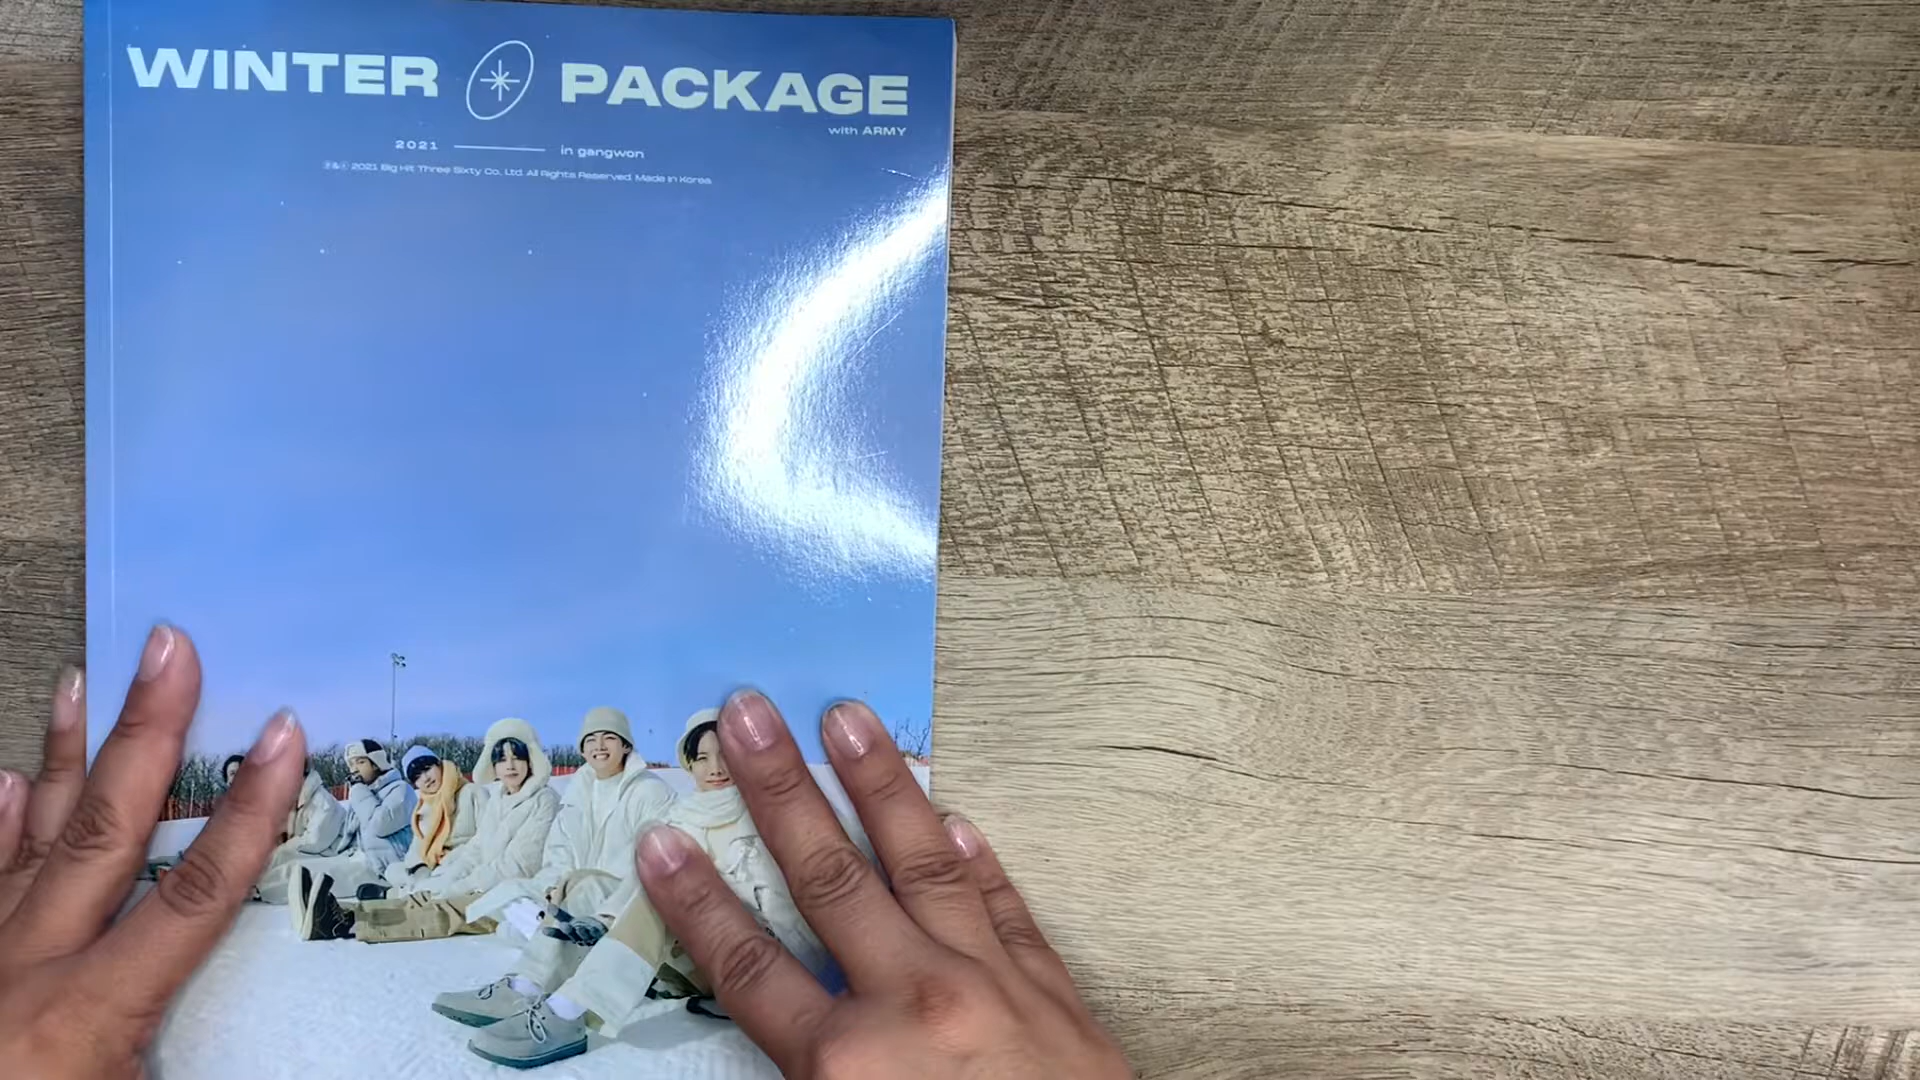 WINTER PACKAGE
with ARMY
2021 in gangwon
2021 Big Hit Three Sixty Co., Ltd. All Rights Reserved. Made in Korea